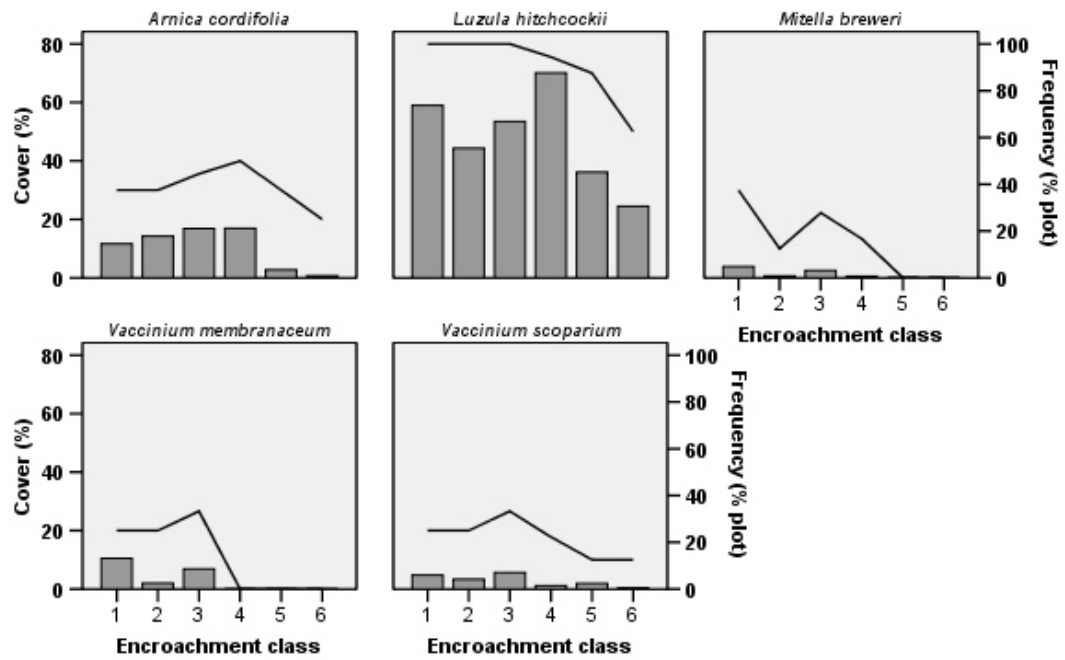 Arnica cordifolia
Luzula hitchcockii
Mitella breweri
80
60
40
20
0
Cover (%)
100
80
60
40
20
0
Frequency (% plot)
1 2 3 4 5 6
Encroachment class
Vaccinium membranaceum
Vaccinium scoparium
80
60
40
20
0
Cover (%)
100
80
60
40
20
0
Frequency (% plot)
1 2 3 4 5 6
1 2 3 4 5 6
Encroachment class
Encroachment class